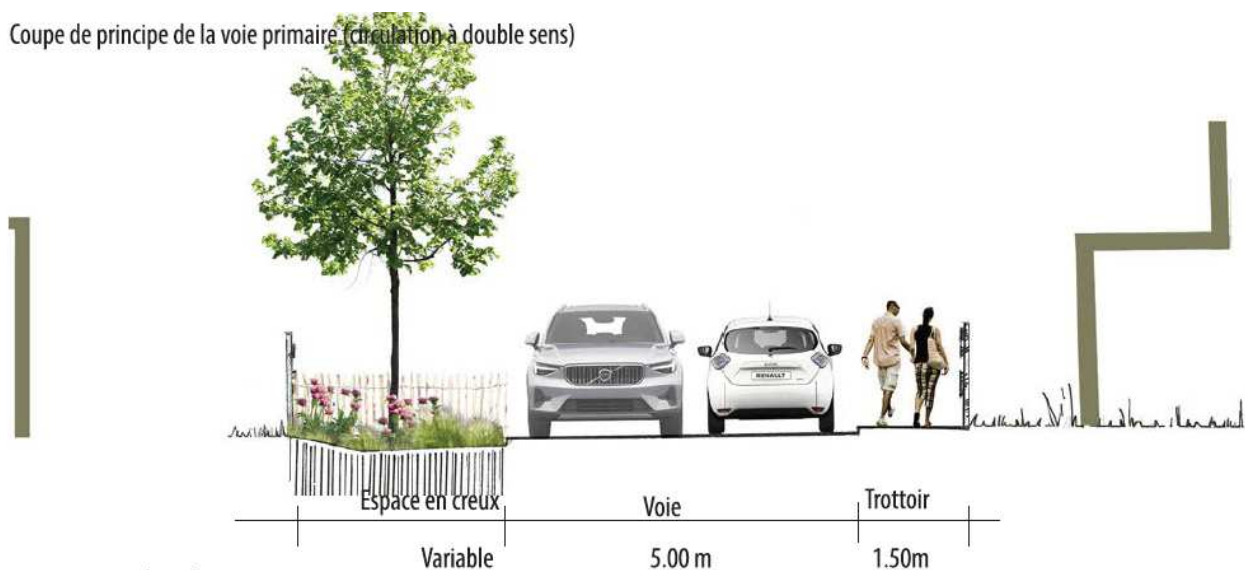 Coupe de principe de la voie primaire (circulation à double sens)
RENAULT
Espace en creux Voie Trottoir
Variable 5.00 m 1.50m